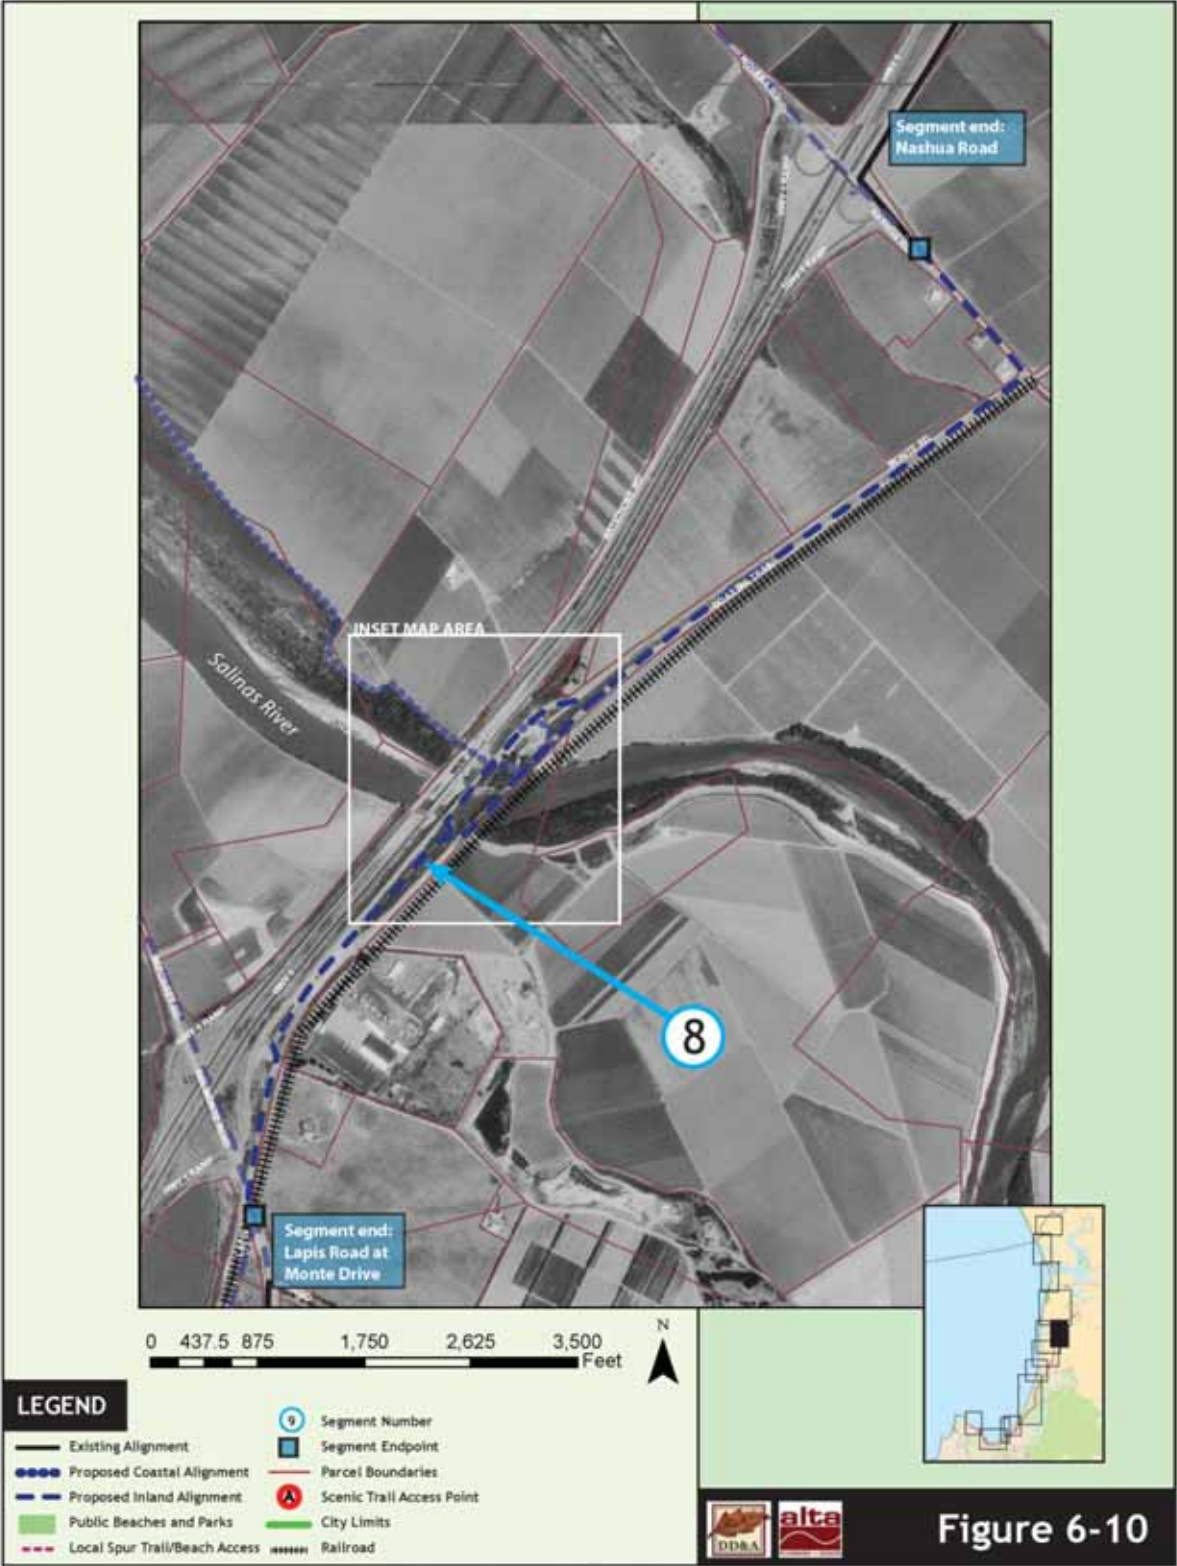 Segment end:
Nashua Road
INSET MAP AREA
Salinas River
8
Segment end:
Lapis Road at
Monte Drive
0 437.5 875 1,750 2,625 3,500
Feet
N
LEGEND
9 Segment Number
Existing Alignment
Segment Endpoint
Proposed Coastal Alignment
Parcel Boundaries
Proposed Inland Alignment
A Scenic Trail Access Point
Public Beaches and Parks
City Limits
Local Spur Trail/Beach Access
Railroad
DD&A
alta
Figure 6-10